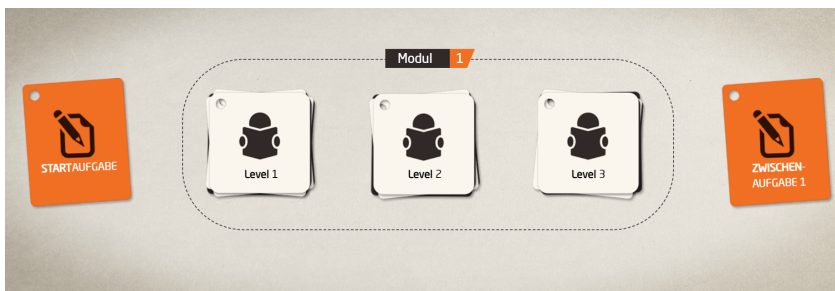 Modul 1
STARTAUFGABE
Level 1
Level 2
Level 3
ZWISCHEN-
AUFGABE 1